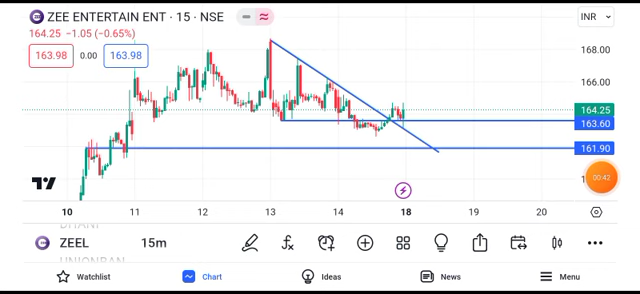 ZEE ENTERTAIN ENT · 15 · NSE
INR
164.25 −1.05 (−0.65%)
163.98 0.00 163.98
168.00
166.00
164.25
163.60
161.90
00:42
10 11 12 13 14 18 19 20
ZEEL 15m
UNIONBAN
Watchlist Chart Ideas News Menu